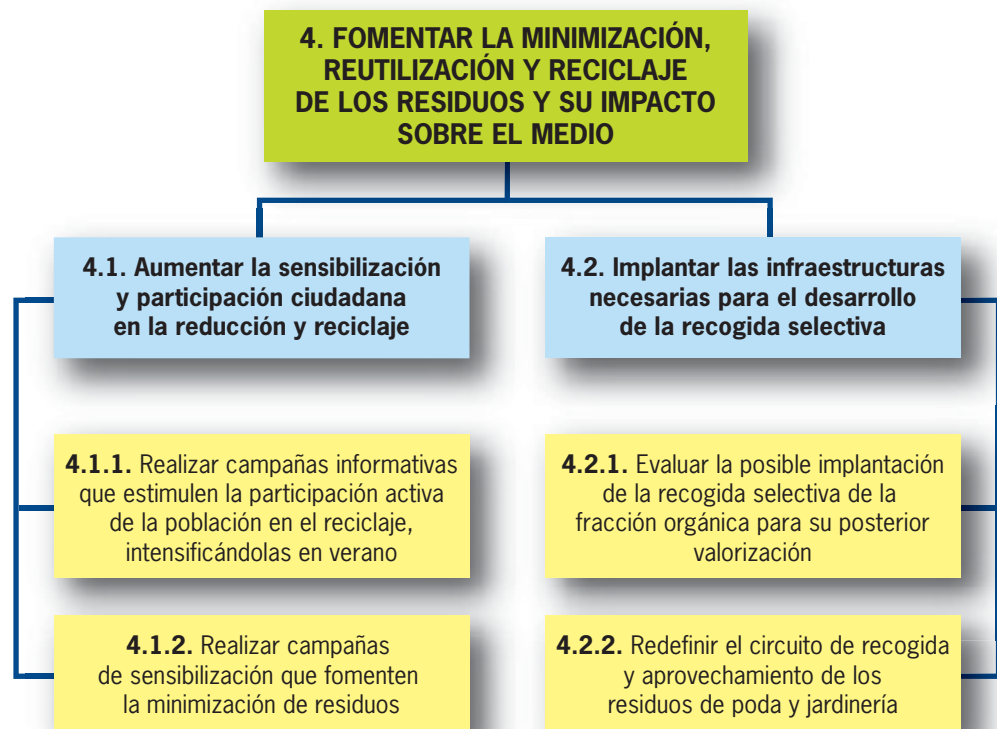 4. FOMENTAR LA MINIMIZACIÓN,
REUTILIZACIÓN Y RECICLAJE
DE LOS RESIDUOS Y SU IMPACTO
SOBRE EL MEDIO
4.1. Aumentar la sensibilización
y participación ciudadana
en la reducción y reciclaje
4.2. Implantar las infraestructuras
necesarias para el desarrollo
de la recogida selectiva
4.1.1. Realizar campañas informativas
que estimulen la participación activa
de la población en el reciclaje,
intensificándolas en verano
4.2.1. Evaluar la posible implantación
de la recogida selectiva de la
fracción orgánica para su posterior
valorización
4.1.2. Realizar campañas
de sensibilización que fomenten
la minimización de residuos
4.2.2. Redefinir el circuito de recogida
y aprovechamiento de los
residuos de poda y jardinería